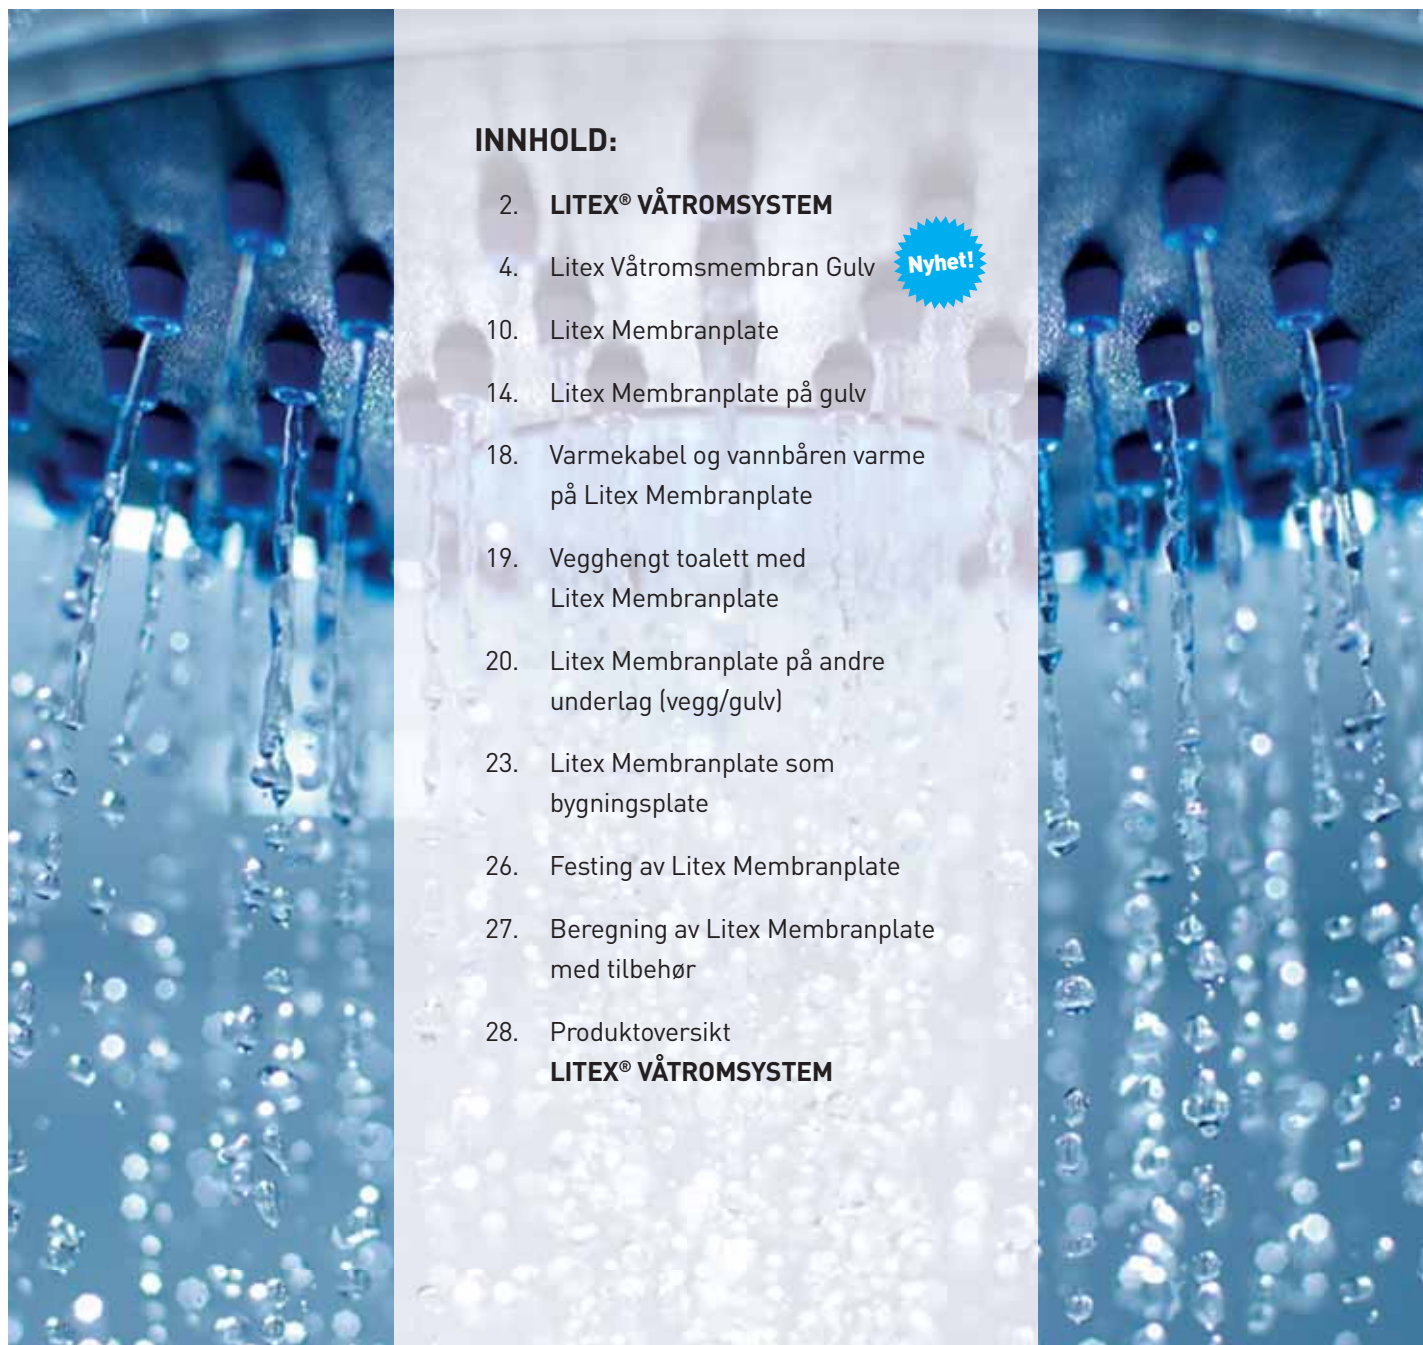 INNHOLD:
2. LITEX® VÅTROMSYSTEM
4. Litex Våtromsmembran Gulv
Nyhet!
10. Litex Membranplate
14. Litex Membranplate på gulv
18. Varmekabel og vannbåren varme
på Litex Membranplate
19. Vegghengt toalett med
Litex Membranplate
20. Litex Membranplate på andre
underlag (vegg/gulv)
23. Litex Membranplate som
bygningsplate
26. Festing av Litex Membranplate
27. Beregning av Litex Membranplate
med tilbehør
28. Produktoversikt
LITEX® VÅTROMSYSTEM